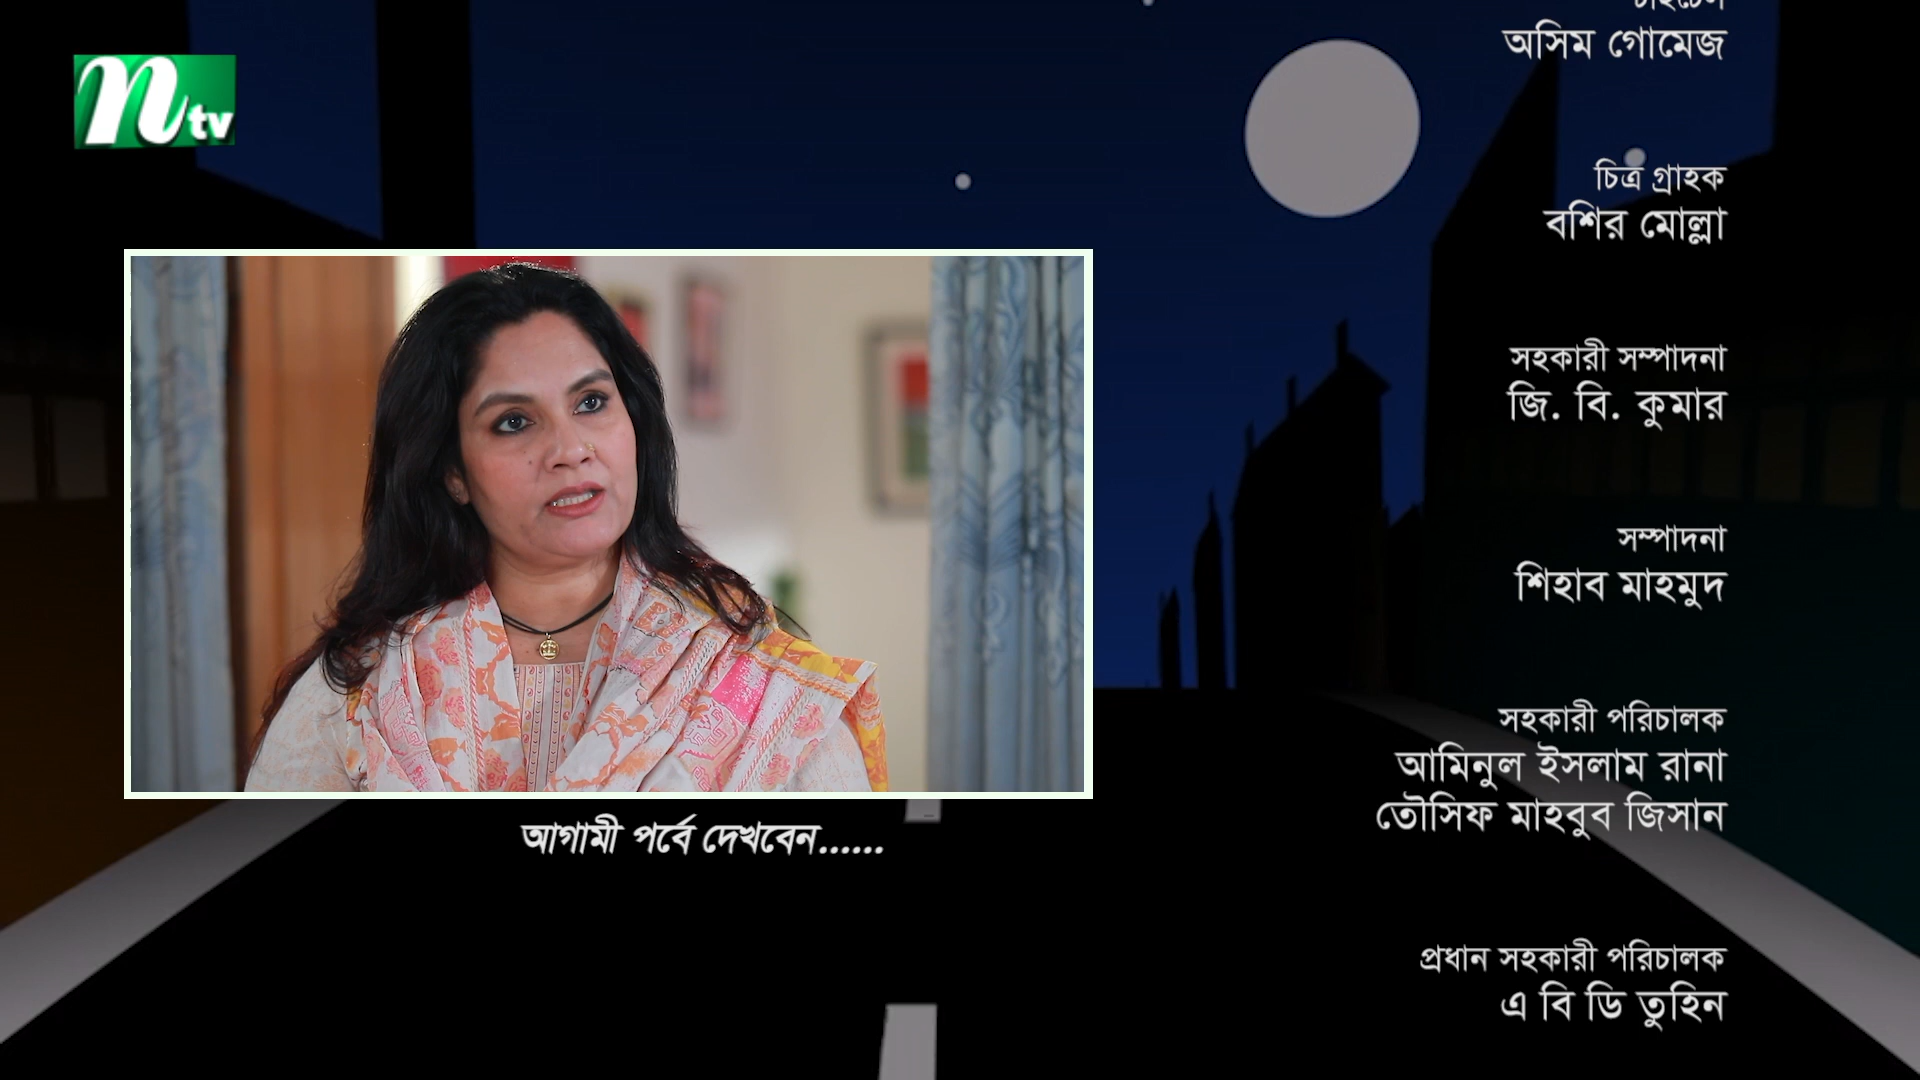 ntv
টাইটেল
অসিম গোমেজ
চিত্র গ্রাহক
বশির মোল্লা
সহকারী সম্পাদনা
জি. বি. কুমার
সম্পাদনা
শিহাব মাহমুদ
সহকারী পরিচালক
আমিনুল ইসলাম রানা
তৌসিফ মাহবুব জিসান
প্রধান সহকারী পরিচালক
এ বি ডি তুহিন
আগামী পর্বে দেখবেন......